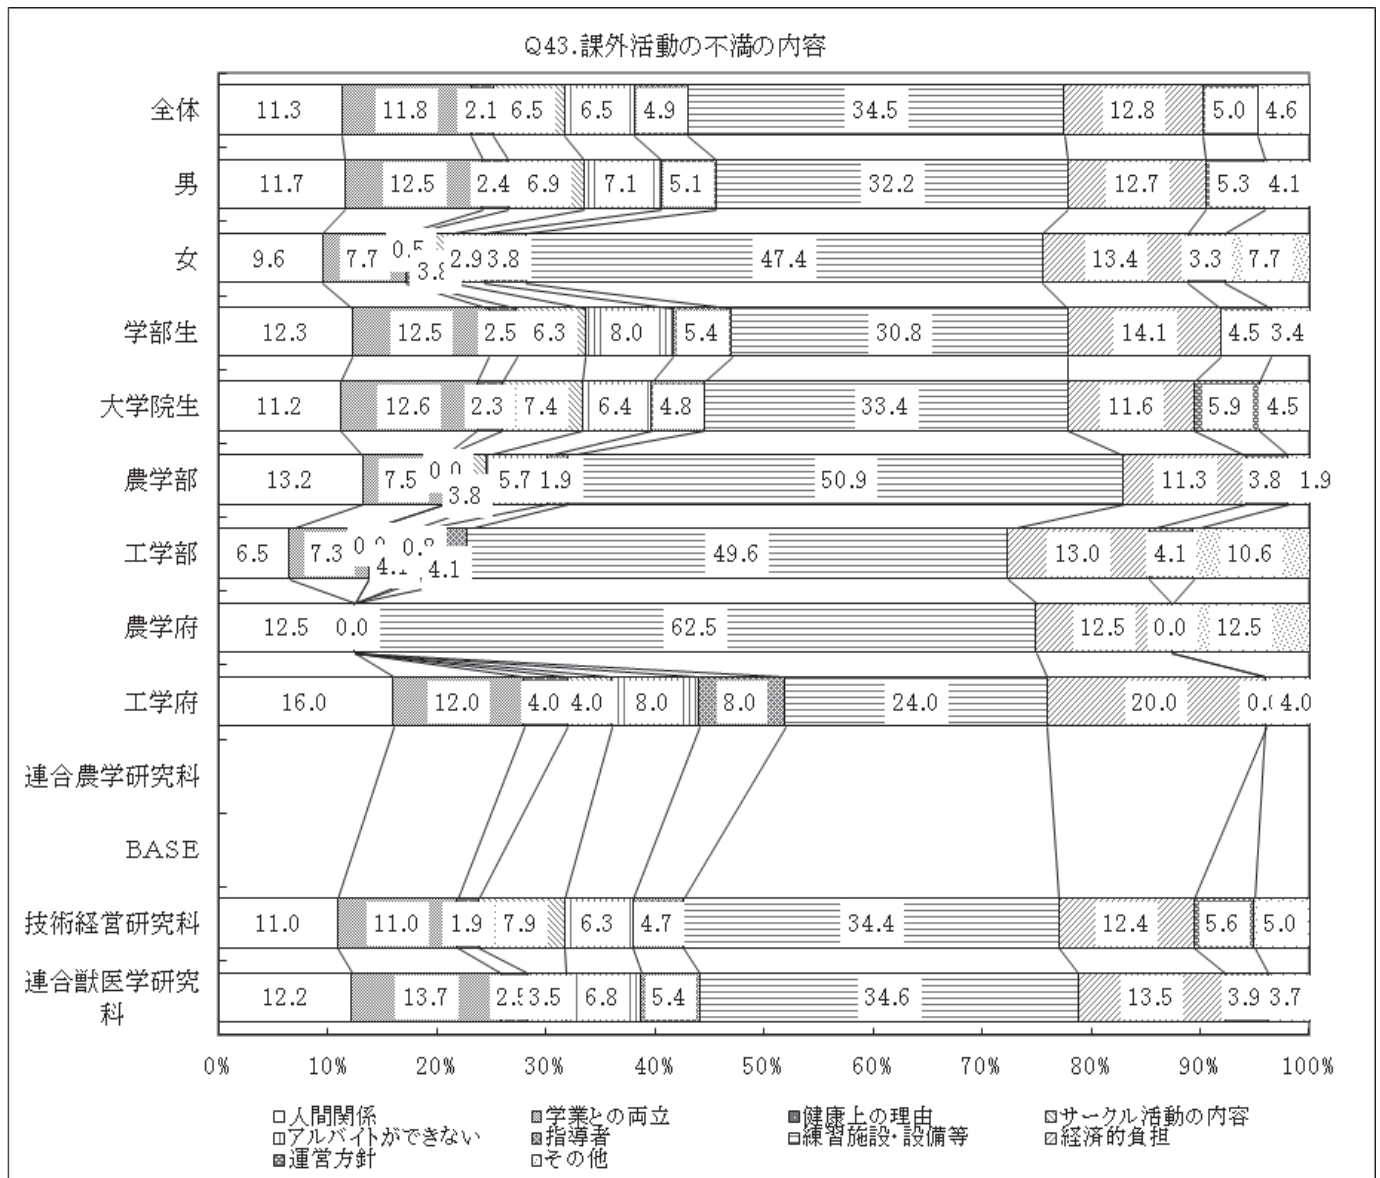 Q43.課外活動の不満の内容
全体 11.3 11.8 2.1 6.5 6.5 4.9 34.5 12.8 5.0 4.6
男 11.7 12.5 2.4 6.9 7.1 5.1 32.2 12.7 5.3 4.1
女 9.6 7.7 0.5 3.8 2.9 3.8 47.4 13.4 3.3 7.7
学部生 12.3 12.5 2.5 6.3 8.0 5.4 30.8 14.1 4.5 3.4
大学院生 11.2 12.6 2.3 7.4 6.4 4.8 33.4 11.6 5.9 4.5
農学部 13.2 7.5 0.0 3.8 5.7 1.9 50.9 11.3 3.8 1.9
工学部 6.5 7.3 0.0 4.1 4.1 49.6 13.0 4.1 10.6
農学府 12.5 0.0 62.5 12.5 0.0 12.5
工学府 16.0 12.0 4.0 4.0 8.0 8.0 24.0 20.0 0.0 4.0
連合農学研究科
BASE
技術経営研究科 11.0 11.0 1.9 7.9 6.3 4.7 34.4 12.4 5.6 5.0
連合獣医学研究
科 12.2 13.7 2.5 3.5 6.8 5.4 34.6 13.5 3.9 3.7
0% 10% 20% 30% 40% 50% 60% 70% 80% 90% 100%
人間関係 学業との両立 健康上の理由 サークル活動の内容
アルバイトができない 指導者 練習施設・設備等 経済的負担
運営方針 その他